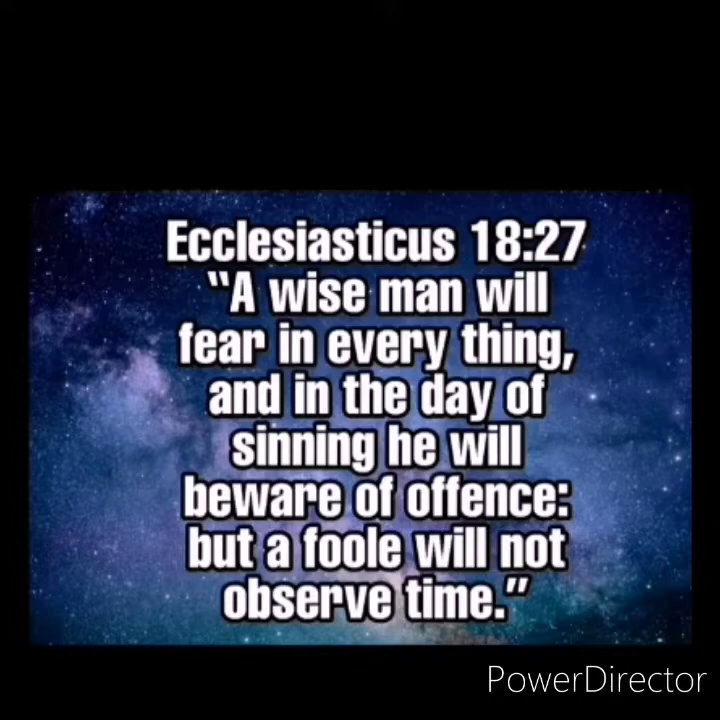 Ecclesiasticus 18:27
“A wise man will
fear in every thing,
and in the day of
sinning he will
beware of offence:
but a foole will not
observe time.”
PowerDirector